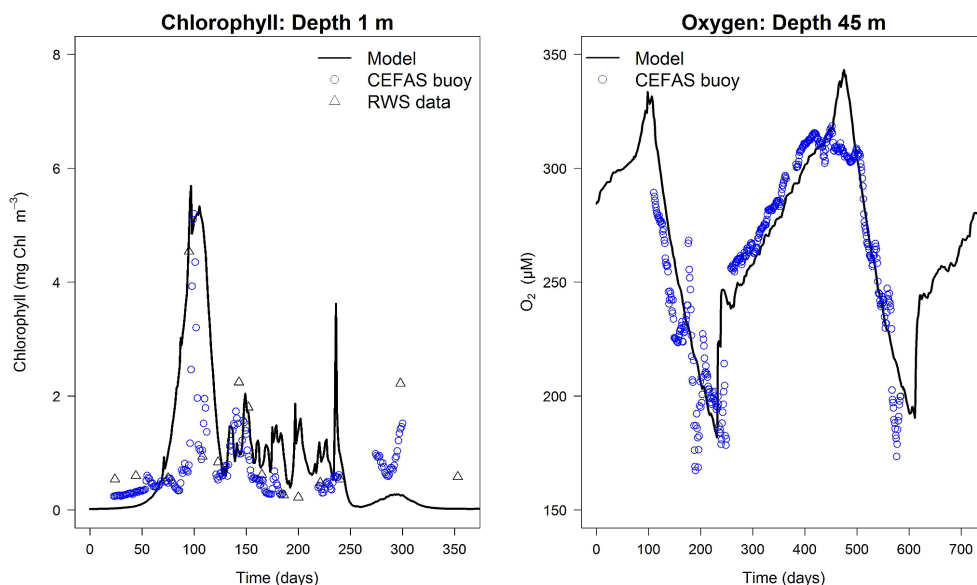 Chlorophyll: Depth 1 m
Model
CEFAS buoy
RWS data
Chlorophyll (mg Chl m⁻³)
8
6
4
2
0
0 50 100 150 200 250 300 350
Time (days)
Oxygen: Depth 45 m
Model
CEFAS buoy
O₂ (µM)
350
300
250
200
150
0 100 200 300 400 500 600 700
Time (days)